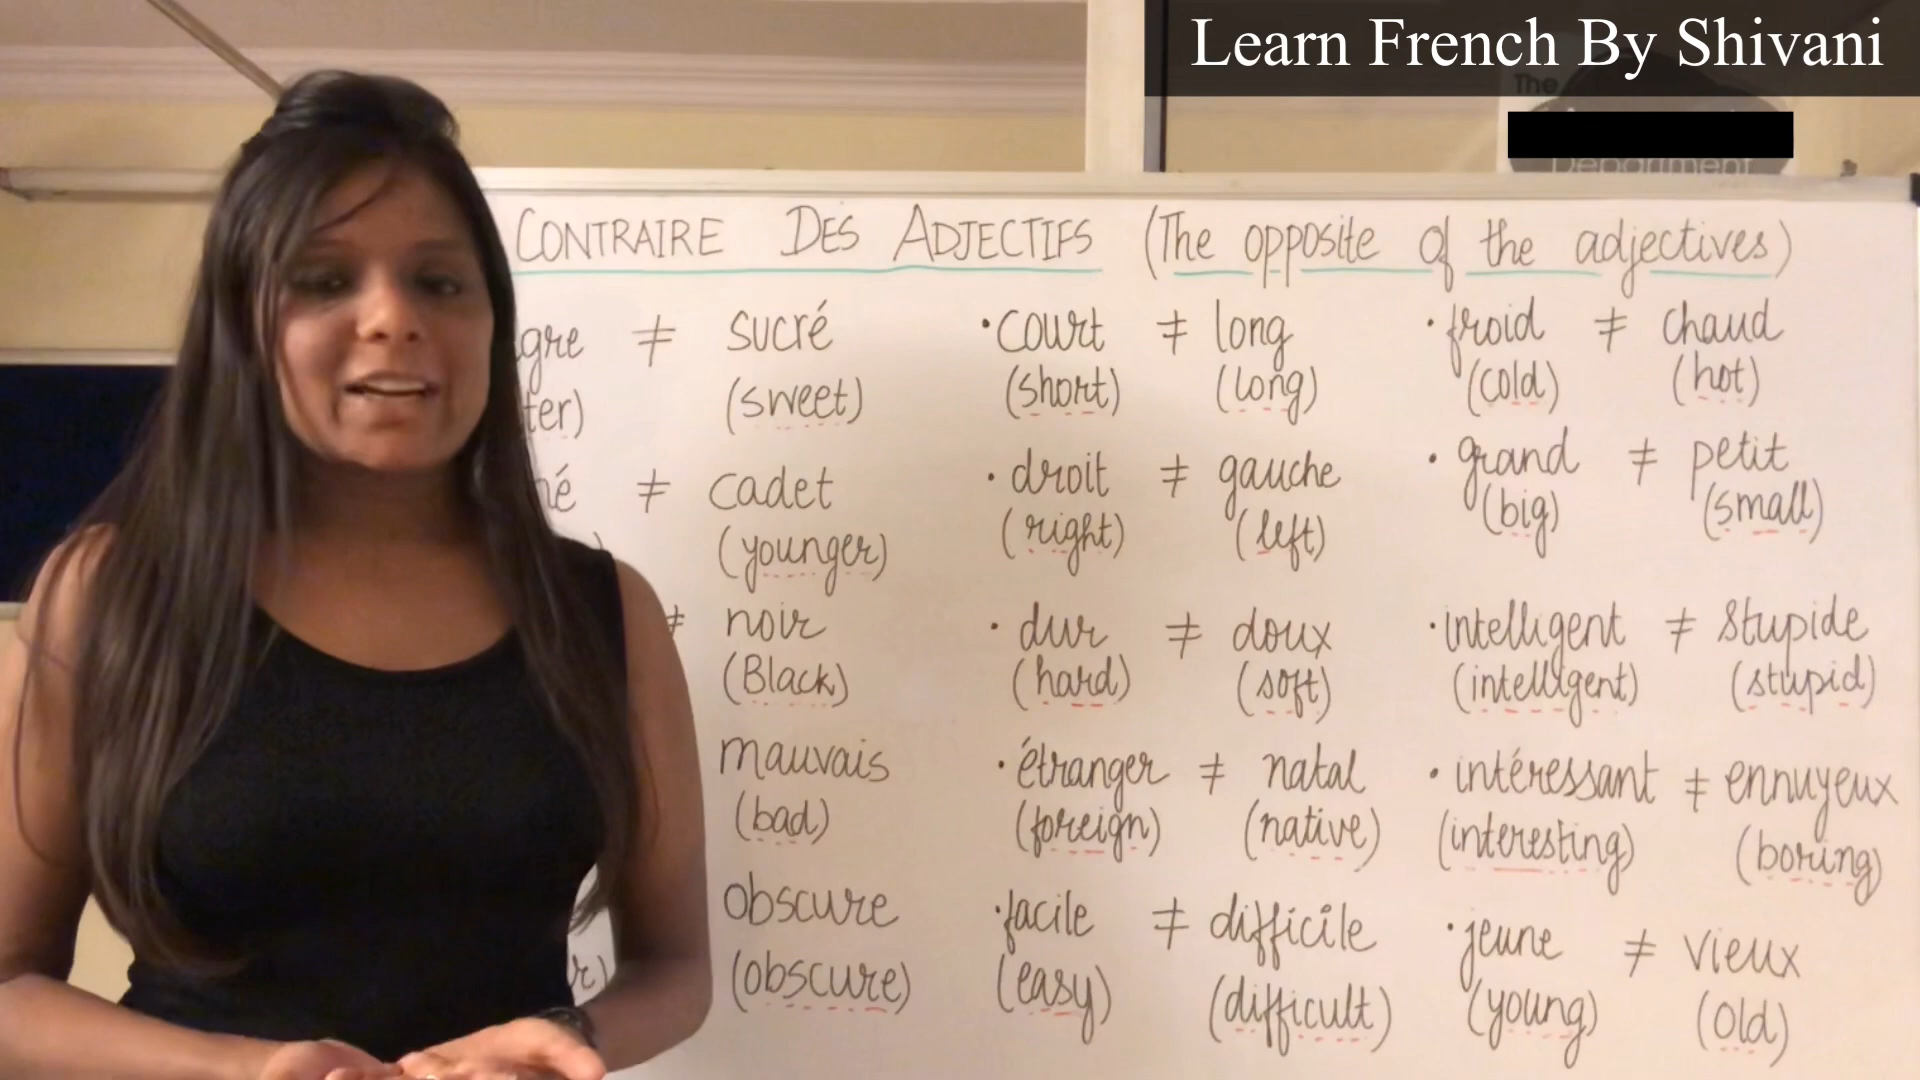 Learn French By Shivani
The
Department
CONTRAIRE DES ADJECTIFS (The opposite of the adjectives)
gre ≠ sucré
ter) (sweet)
né ≠ cadet
) (younger)
≠ noir
(Black)
mauvais
(bad)
obscure
r) (obscure)
• court ≠ long
(short) (long)
• droit ≠ gauche
(right) (left)
• dur ≠ doux
(hard) (soft)
• étranger ≠ natal
(foreign) (native)
• facile ≠ difficile
(easy) (difficult)
• froid ≠ chaud
(cold) (hot)
• grand ≠ petit
(big) (small)
• intelligent ≠ stupide
(intelligent) (stupid)
• intéressant ≠ ennuyeux
(interesting) (boring)
• jeune ≠ vieux
(young) (old)